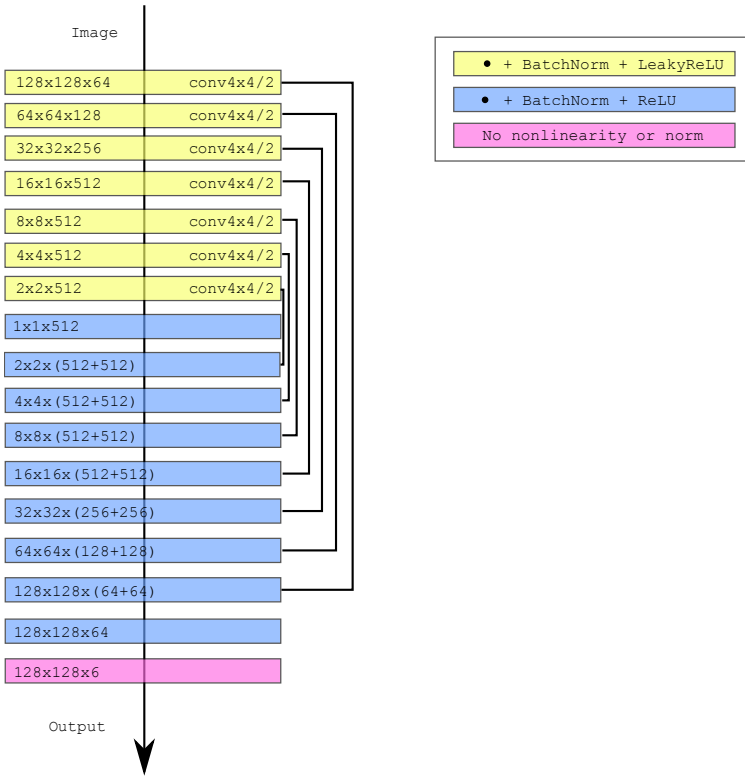 Image
128x128x64 conv4x4/2
64x64x128 conv4x4/2
32x32x256 conv4x4/2
16x16x512 conv4x4/2
8x8x512 conv4x4/2
4x4x512 conv4x4/2
2x2x512 conv4x4/2
1x1x512
2x2x(512+512)
4x4x(512+512)
8x8x(512+512)
16x16x(512+512)
32x32x(256+256)
64x64x(128+128)
128x128x(64+64)
128x128x64
128x128x6
Output
• + BatchNorm + LeakyReLU
• + BatchNorm + ReLU
No nonlinearity or norm